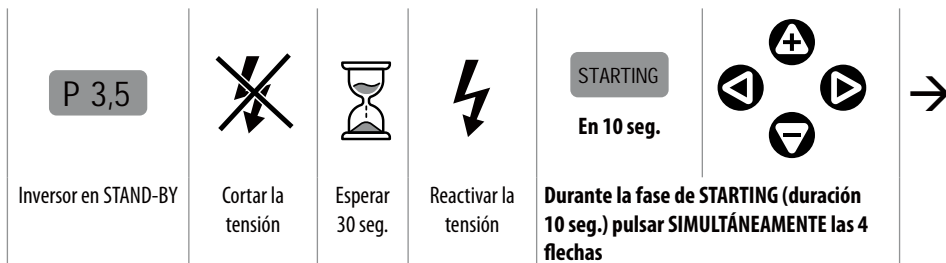 P 3,5
STARTING
En 10 seg.
Inversor en STAND-BY
Cortar la
tensión
Esperar
30 seg.
Reactivar la
tensión
Durante la fase de STARTING (duración
10 seg.) pulsar SIMULTÁNEAMENTE las 4
flechas